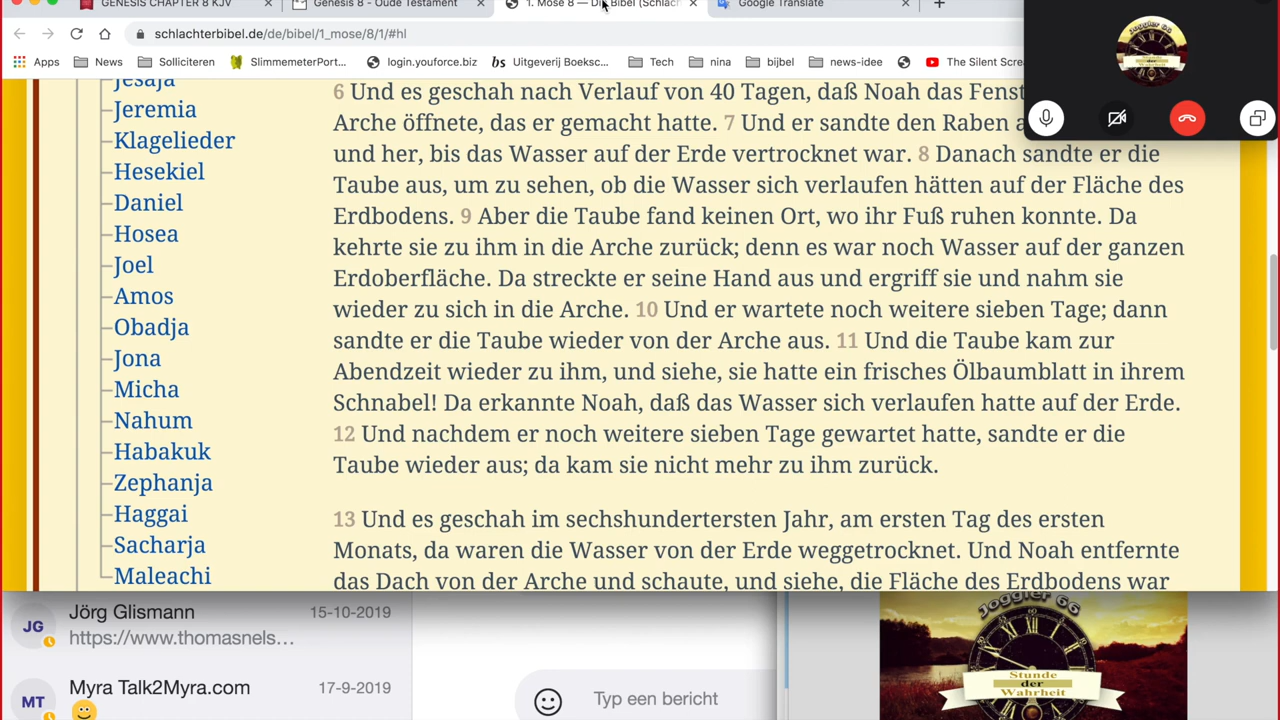 GENESIS CHAPTER 8 KJV
Genesis 8 - Oude Testament
1. Mose 8 — Die Bibel (Schlach
Google Translate
schlachterbibel.de/de/bibel/1_mose/8/1/#hl
Apps
News
Solliciteren
SlimmemeterPort...
login.youforce.biz
bs
Uitgeverij Boeksc...
Tech
nina
bijbel
news-idee
The Silent Scre
Joggler 66
Stunde
der
Wahrheit
Jesaja
Jeremia
Klagelieder
Hesekiel
Daniel
Hosea
Joel
Amos
Obadja
Jona
Micha
Nahum
Habakuk
Zephanja
Haggai
Sacharja
Maleachi
6 Und es geschah nach Verlauf von 40 Tagen, daß Noah das Fenst
Arche öffnete, das er gemacht hatte. 7 Und er sandte den Raben a
und her, bis das Wasser auf der Erde vertrocknet war. 8 Danach sandte er die
Taube aus, um zu sehen, ob die Wasser sich verlaufen hätten auf der Fläche des
Erdbodens. 9 Aber die Taube fand keinen Ort, wo ihr Fuß ruhen konnte. Da
kehrte sie zu ihm in die Arche zurück; denn es war noch Wasser auf der ganzen
Erdoberfläche. Da streckte er seine Hand aus und ergriff sie und nahm sie
wieder zu sich in die Arche. 10 Und er wartete noch weitere sieben Tage; dann
sandte er die Taube wieder von der Arche aus. 11 Und die Taube kam zur
Abendzeit wieder zu ihm, und siehe, sie hatte ein frisches Ölbaumblatt in ihrem
Schnabel! Da erkannte Noah, daß das Wasser sich verlaufen hatte auf der Erde.
12 Und nachdem er noch weitere sieben Tage gewartet hatte, sandte er die
Taube wieder aus; da kam sie nicht mehr zu ihm zurück.
13 Und es geschah im sechshundertersten Jahr, am ersten Tag des ersten
Monats, da waren die Wasser von der Erde weggetrocknet. Und Noah entfernte
das Dach von der Arche und schaute, und siehe, die Fläche des Erdbodens war
JG
Jörg Glismann
15-10-2019
https://www.thomasnels...
MT
Myra Talk2Myra.com
17-9-2019
Typ een bericht
Joggler 66
Stunde
der
Wahrheit